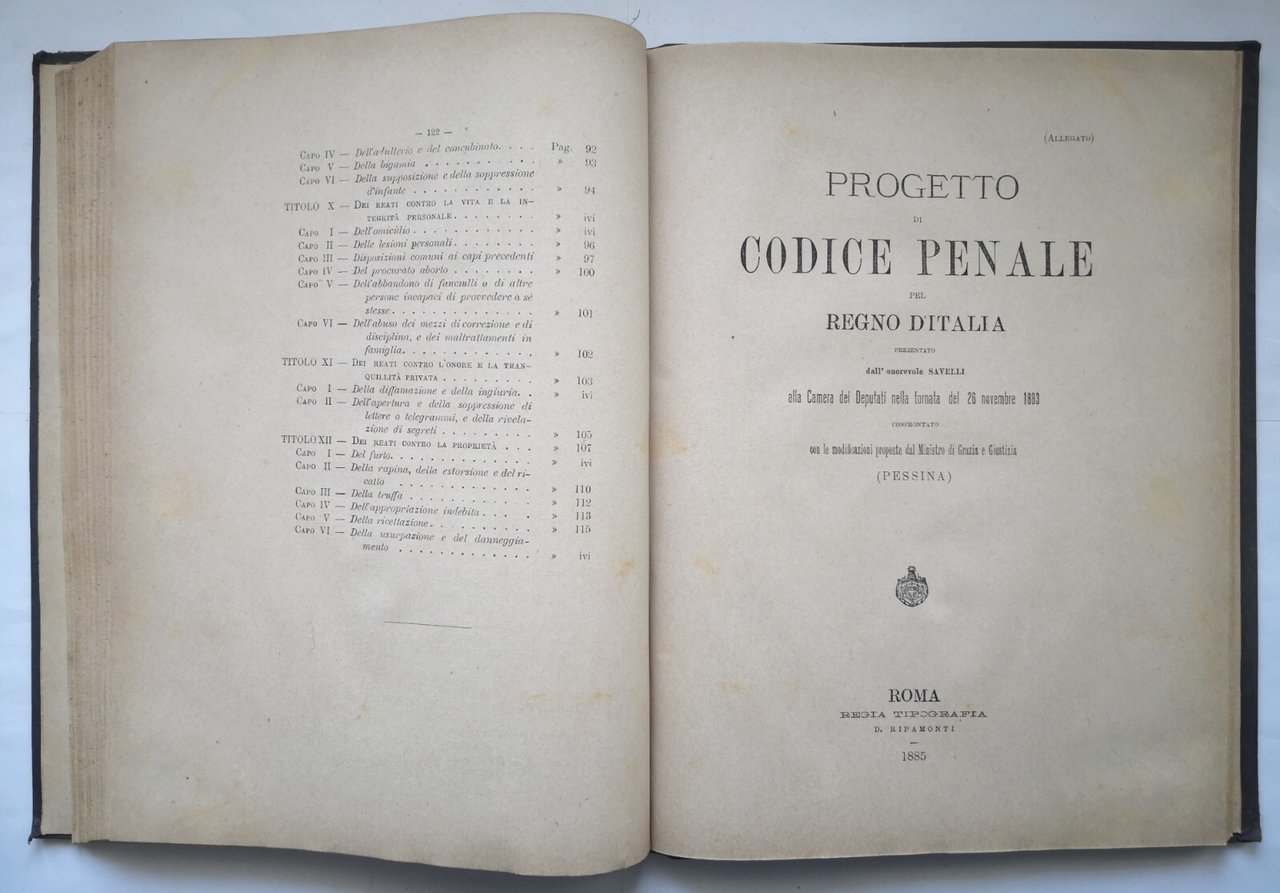 — 122 —
CAPO IV — Dell'adulterio e del concubinato. . . . Pag. 92
CAPO V — Della bigamia . . . . . . . . . » 93
CAPO VI — Della supposizione e della soppressione
d'infante . . . . . . . . . . . . » 94
TITOLO X — DEI REATI CONTRO LA VITA E LA IN-
TEGRITÀ PERSONALE. . . . . . . . » ivi
CAPO I — Dell'omicidio . . . . . . . . . . . . » ivi
CAPO II — Delle lesioni personali. . . . . . . . » 96
CAPO III — Disposizioni comuni ai capi precedenti » 97
CAPO IV — Del procurato aborto . . . . . . . . » 100
CAPO V — Dell'abbandono di fanciulli o di altre
persone incapaci di provvedere a sè
stesse . . . . . . . . . . . . . . » 101
CAPO VI — Dell'abuso dei mezzi di correzione e di
disciplina, e dei maltrattamenti in
famiglia. . . . . . . . . . . . . » 102
TITOLO XI — DEI REATI CONTRO L'ONORE E LA TRAN-
QUILLITÀ PRIVATA . . . . . . . . . » 103
CAPO I — Della diffamazione e della ingiuria. . » ivi
CAPO II — Dell'apertura e della soppressione di
lettere o telegrammi, e della rivela-
zione di segreti . . . . . . . . . » 105
TITOLO XII — DEI REATI CONTRO LA PROPRIETÀ . . . » 107
CAPO I — Del furto. . . . . . . . . . . . . . » ivi
CAPO II — Della rapina, della estorsione e del ri-
catto . . . . . . . . . . . . . . » 110
CAPO III — Della truffa . . . . . . . . . . . . » 112
CAPO IV — Dell'appropriazione indebita . . . . . » 113
CAPO V — Della ricettazione. . . . . . . . . . » 115
CAPO VI — Della usurpazione e del danneggia-
mento . . . . . . . . . . . . . » ivi
(ALLEGATO)
PROGETTO
DI
CODICE PENALE
PEL
REGNO D'ITALIA
PRESENTATO
dall' onorevole SAVELLI
alla Camera dei Deputati nella tornata del 26 novembre 1883
CONFRONTATO
con le modificazioni proposte dal Ministro di Grazia e Giustizia
(PESSINA)
ROMA
REGIA TIPOGRAFIA
D. RIPAMONTI
—
1885